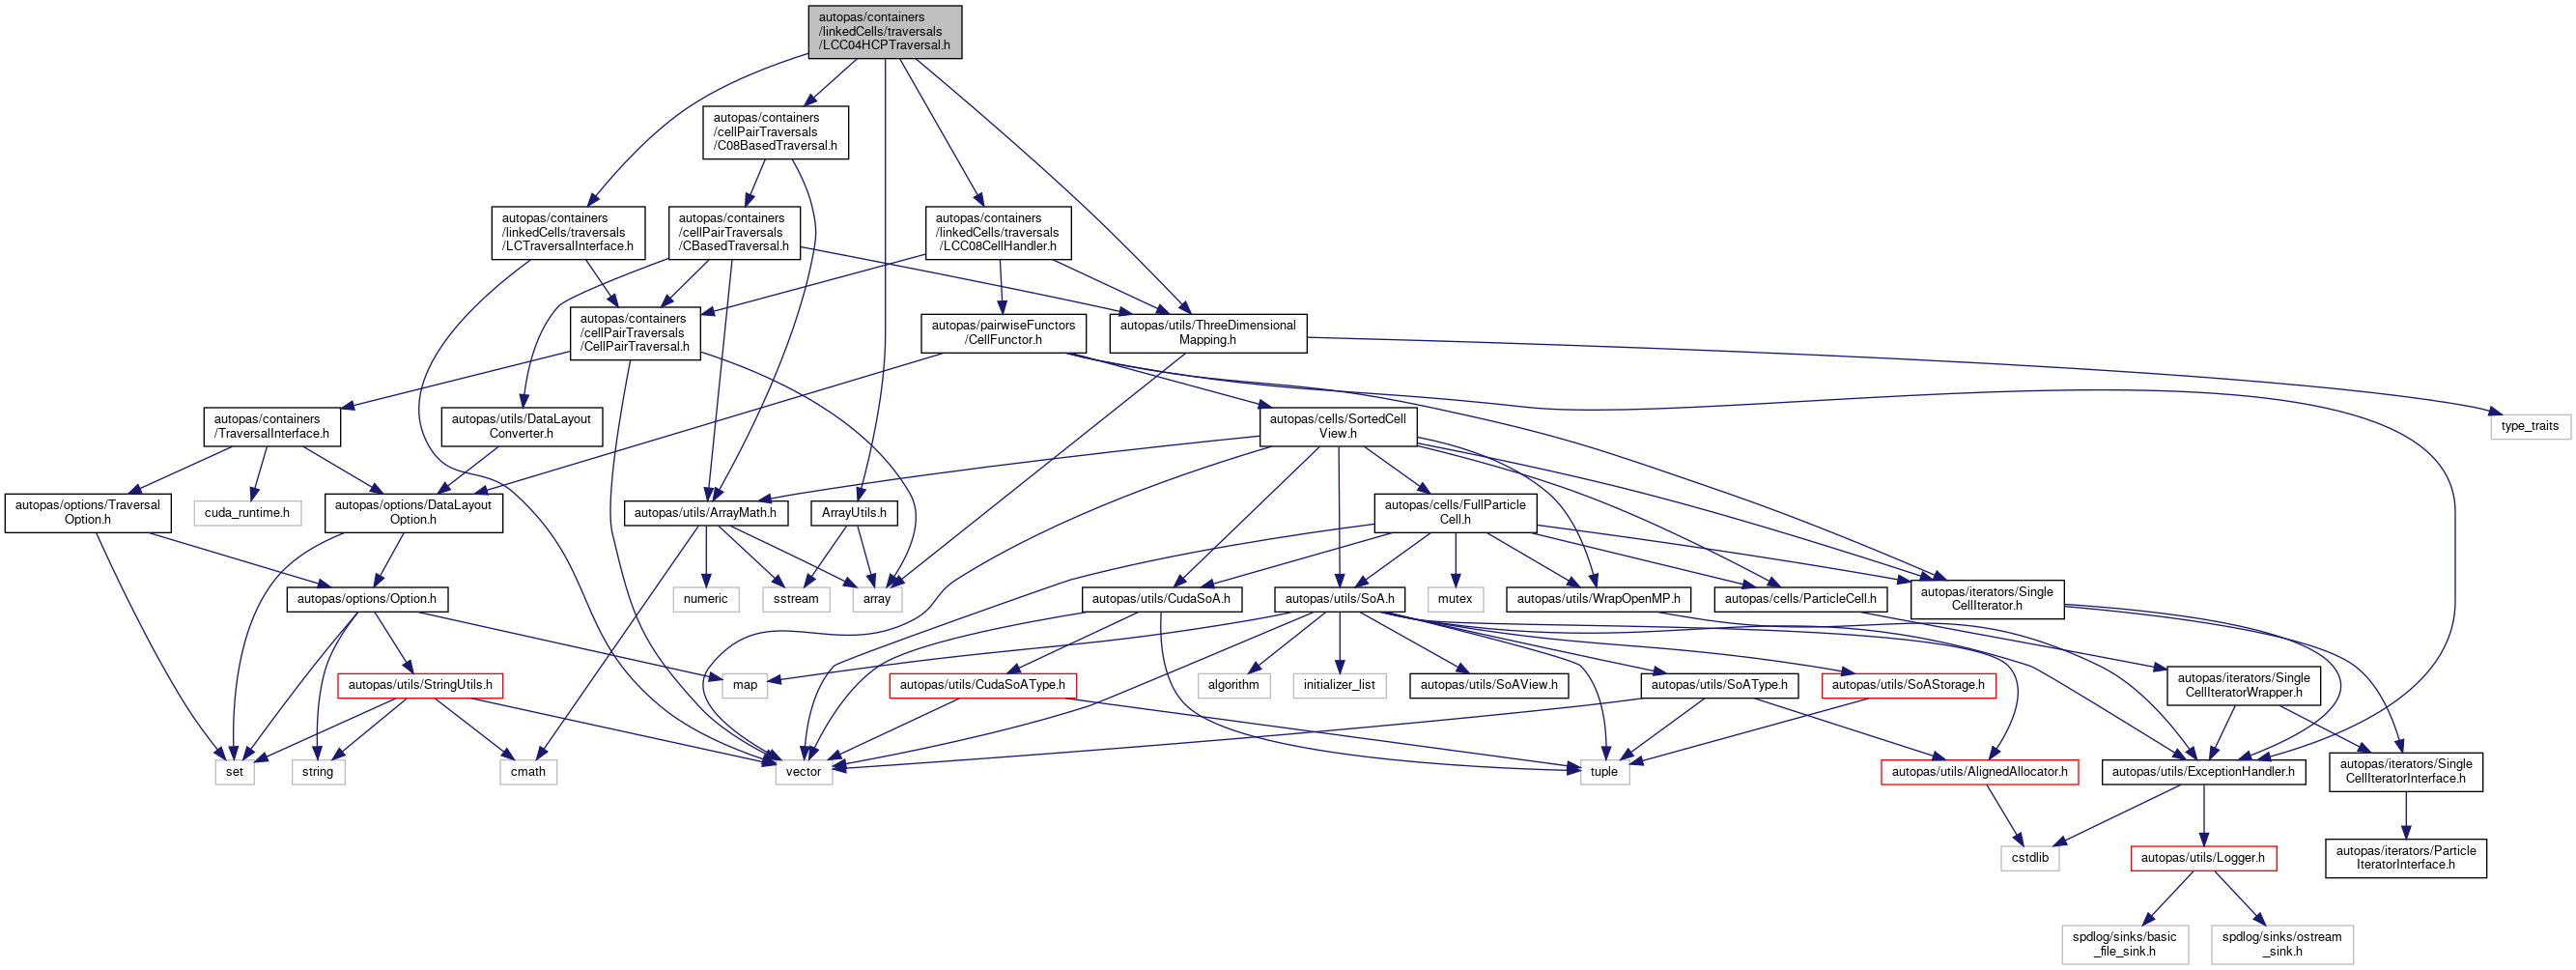 autopas/containers
/linkedCells/traversals
/LCC04HCPTraversal.h
autopas/containers
/cellPairTraversals
/C08BasedTraversal.h
autopas/containers
/linkedCells/traversals
/LCTraversalInterface.h
autopas/containers
/cellPairTraversals
/CBasedTraversal.h
autopas/containers
/linkedCells/traversals
/LCC08CellHandler.h
autopas/containers
/cellPairTraversals
/CellPairTraversal.h
autopas/pairwiseFunctors
/CellFunctor.h
autopas/utils/ThreeDimensional
Mapping.h
autopas/containers
/TraversalInterface.h
autopas/utils/DataLayout
Converter.h
autopas/cells/SortedCell
View.h
type_traits
autopas/options/Traversal
Option.h
cuda_runtime.h
autopas/options/DataLayout
Option.h
autopas/utils/ArrayMath.h
ArrayUtils.h
autopas/cells/FullParticle
Cell.h
autopas/options/Option.h
numeric
sstream
array
autopas/utils/CudaSoA.h
autopas/utils/SoA.h
mutex
autopas/utils/WrapOpenMP.h
autopas/cells/ParticleCell.h
autopas/iterators/Single
CellIterator.h
autopas/utils/StringUtils.h
map
autopas/utils/CudaSoAType.h
algorithm
initializer_list
autopas/utils/SoAView.h
autopas/utils/SoAType.h
autopas/utils/SoAStorage.h
autopas/iterators/Single
CellIteratorWrapper.h
set
string
cmath
vector
tuple
autopas/utils/AlignedAllocator.h
autopas/utils/ExceptionHandler.h
autopas/iterators/Single
CellIteratorInterface.h
cstdlib
autopas/utils/Logger.h
autopas/iterators/Particle
IteratorInterface.h
spdlog/sinks/basic
_file_sink.h
spdlog/sinks/ostream
_sink.h